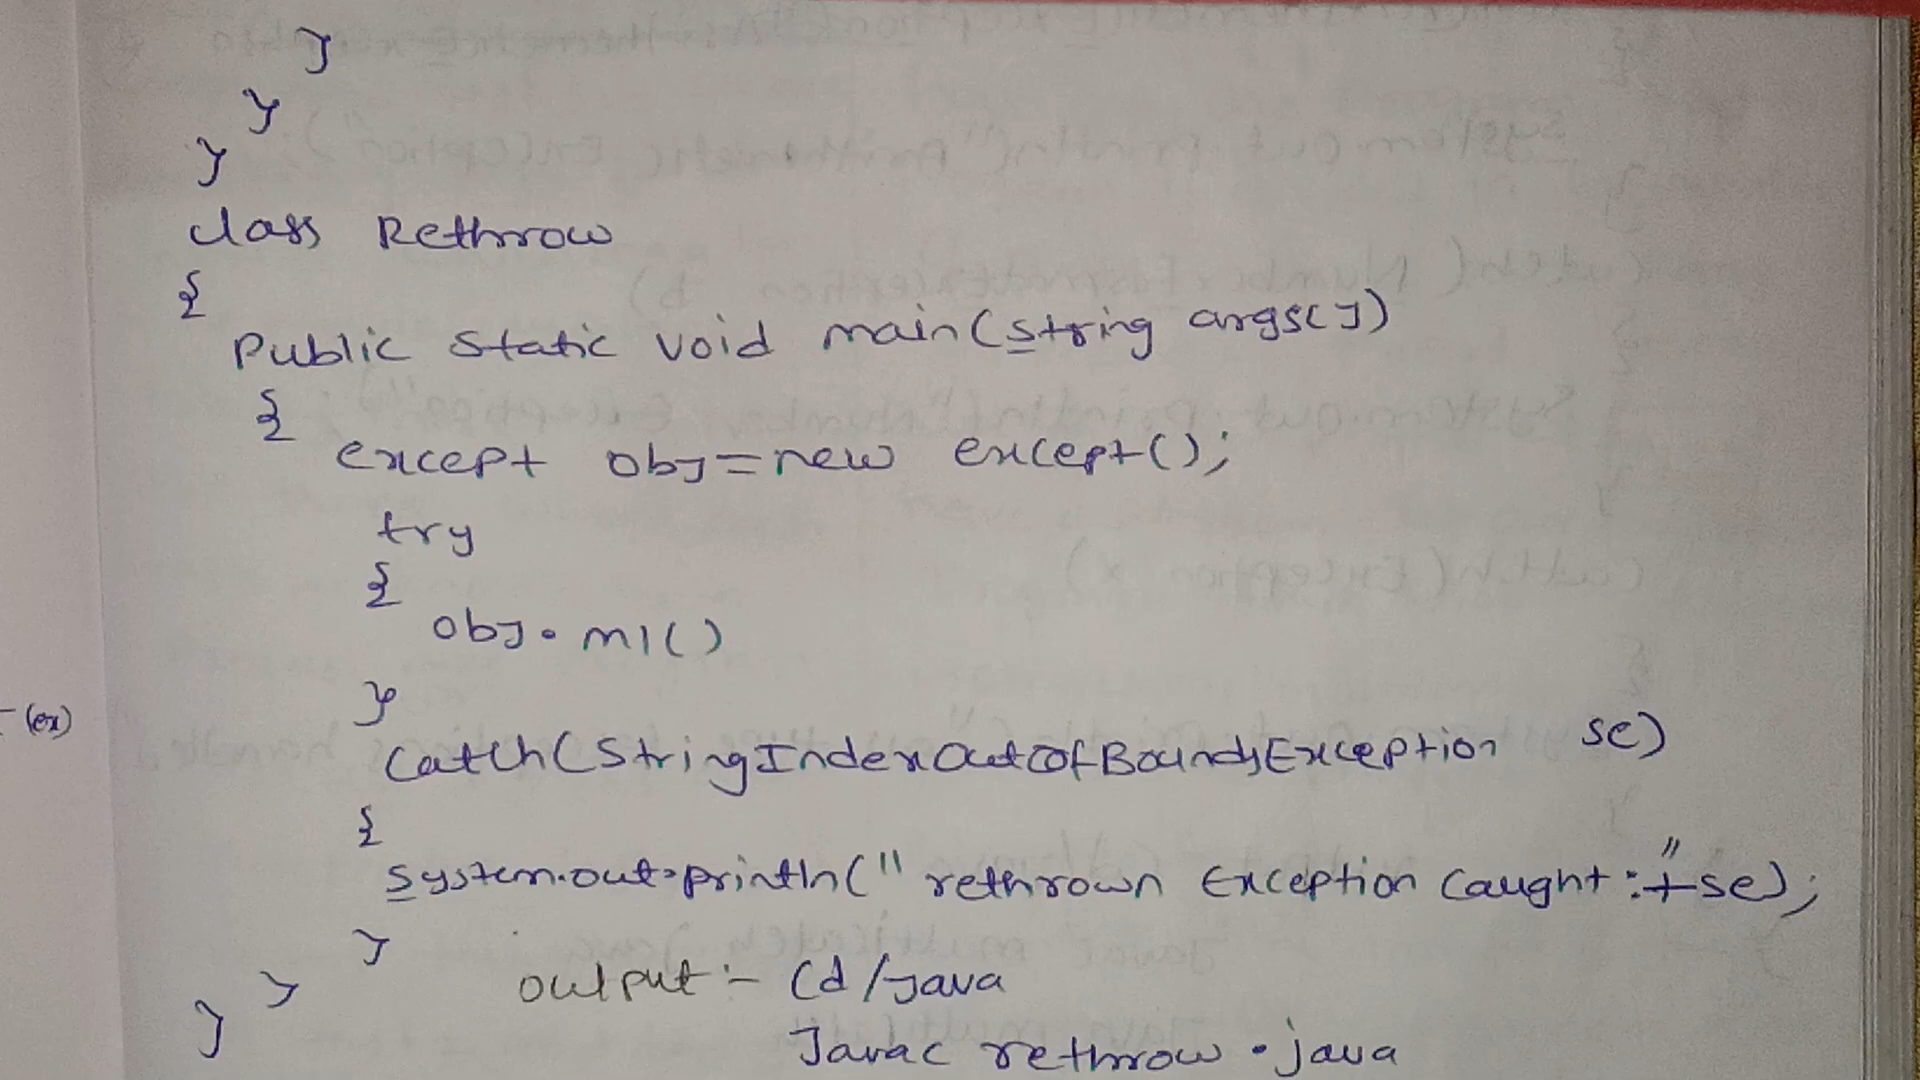 }
}
}
class Rethrow
{
public static void main(string args[])
{
except obj=new except();
try
{
obj.m1()
}
- (ex)
catch(StringIndexOutOfBoundsException se)
{
system.out.println(" rethrown Exception caught :"+se);
}
}
output :- cd /java
}
Javac rethrow.java